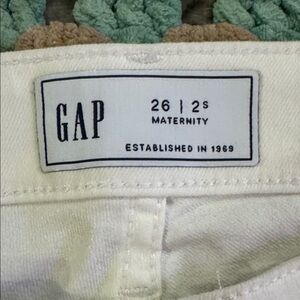 GAP
26 | 2s
MATERNITY
ESTABLISHED IN 1969